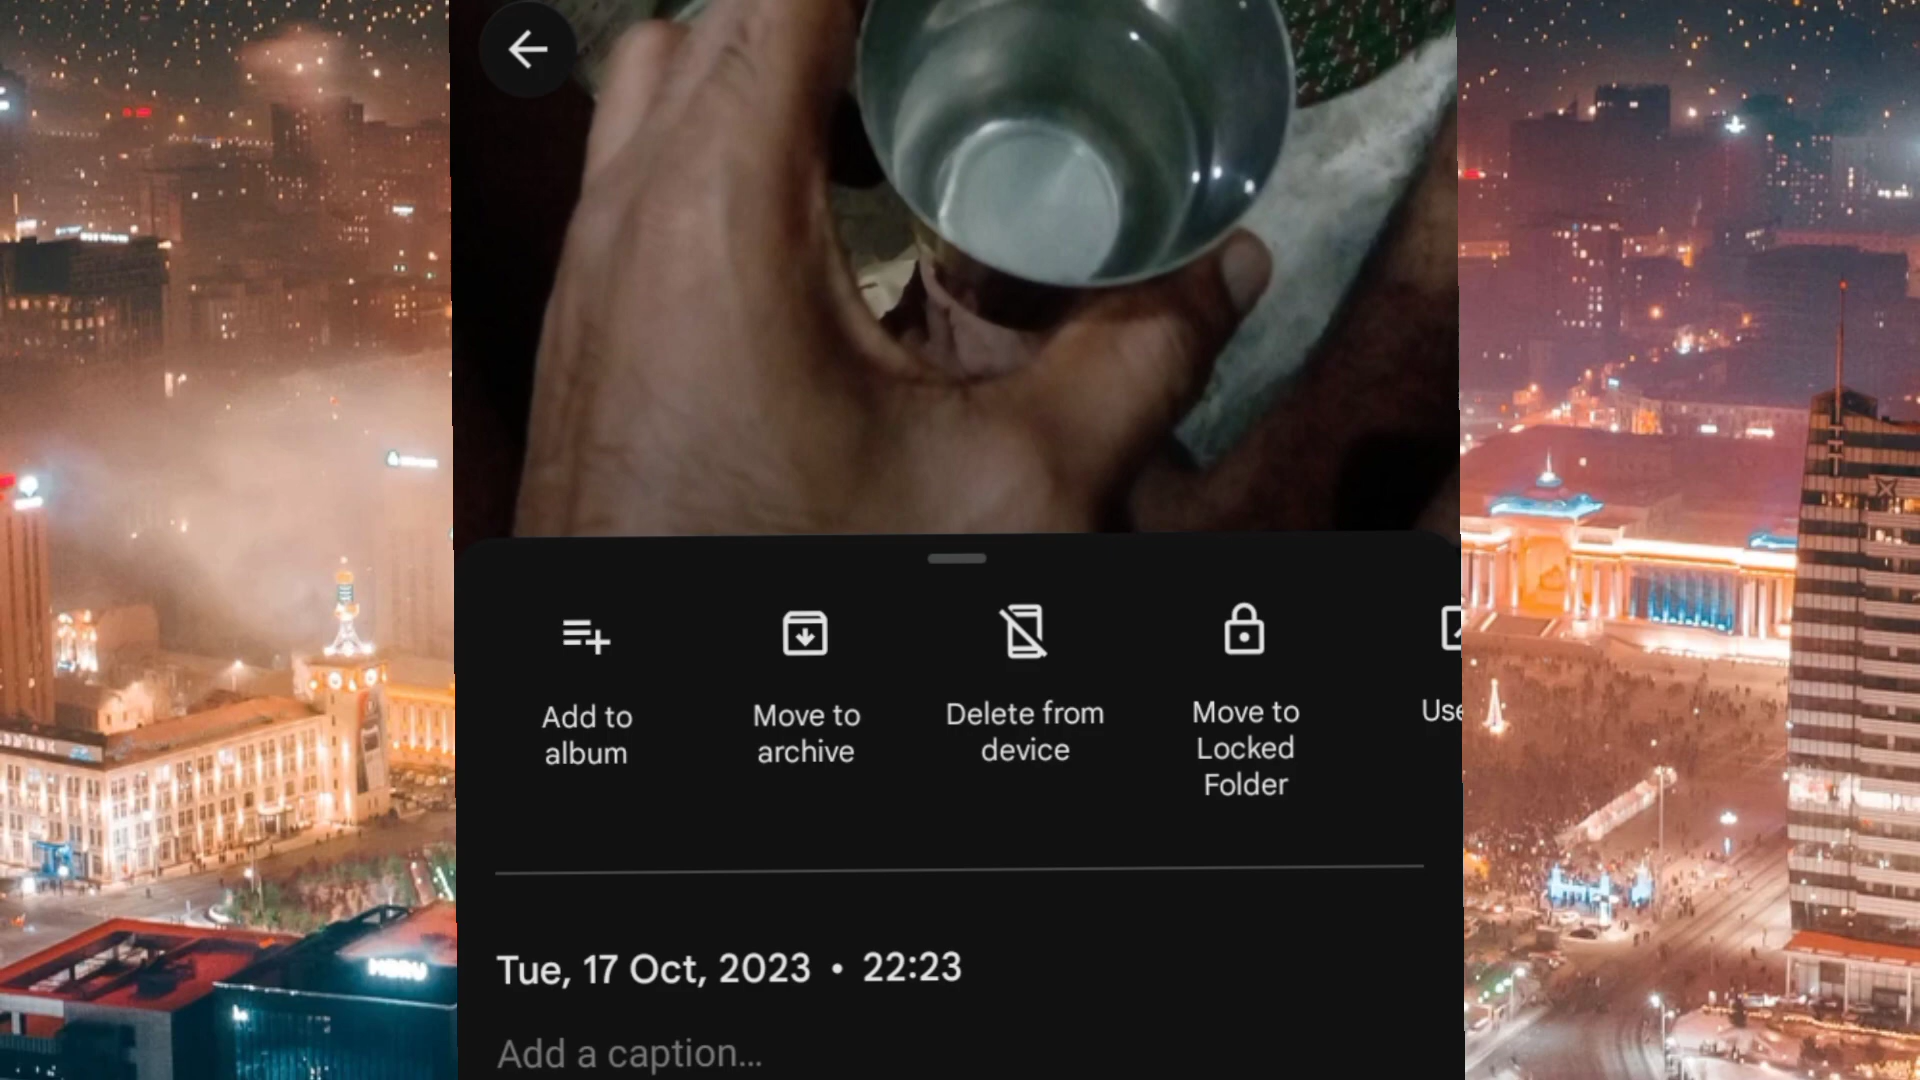 Add to
album
Move to
archive
Delete from
device
Move to
Locked
Folder
Tue, 17 Oct, 2023 • 22:23
Add a caption...